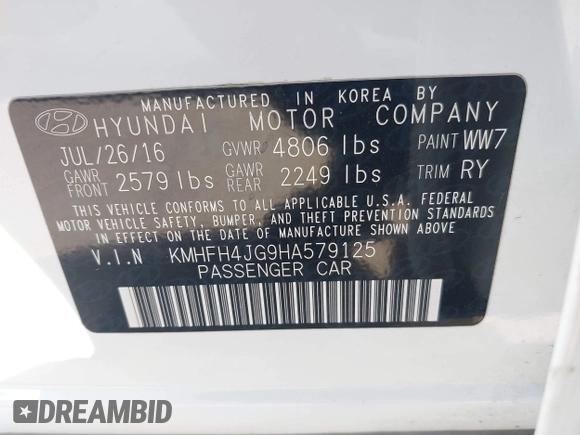 MANUFACTURED IN KOREA BY
HYUNDAI MOTOR COMPANY
JUL/26/16 GVWR 4806 lbs PAINT WW7
GAWR FRONT 2579 lbs GAWR REAR 2249 lbs TRIM RY
THIS VEHICLE CONFORMS TO ALL APPLICABLE U.S.A. FEDERAL
MOTOR VEHICLE SAFETY, BUMPER, AND THEFT PREVENTION STANDARDS
IN EFFECT ON THE DATE OF MANUFACTURE SHOWN ABOVE.
V.I.N KMHFH4JG9HA579125
PASSENGER CAR
DREAMBID